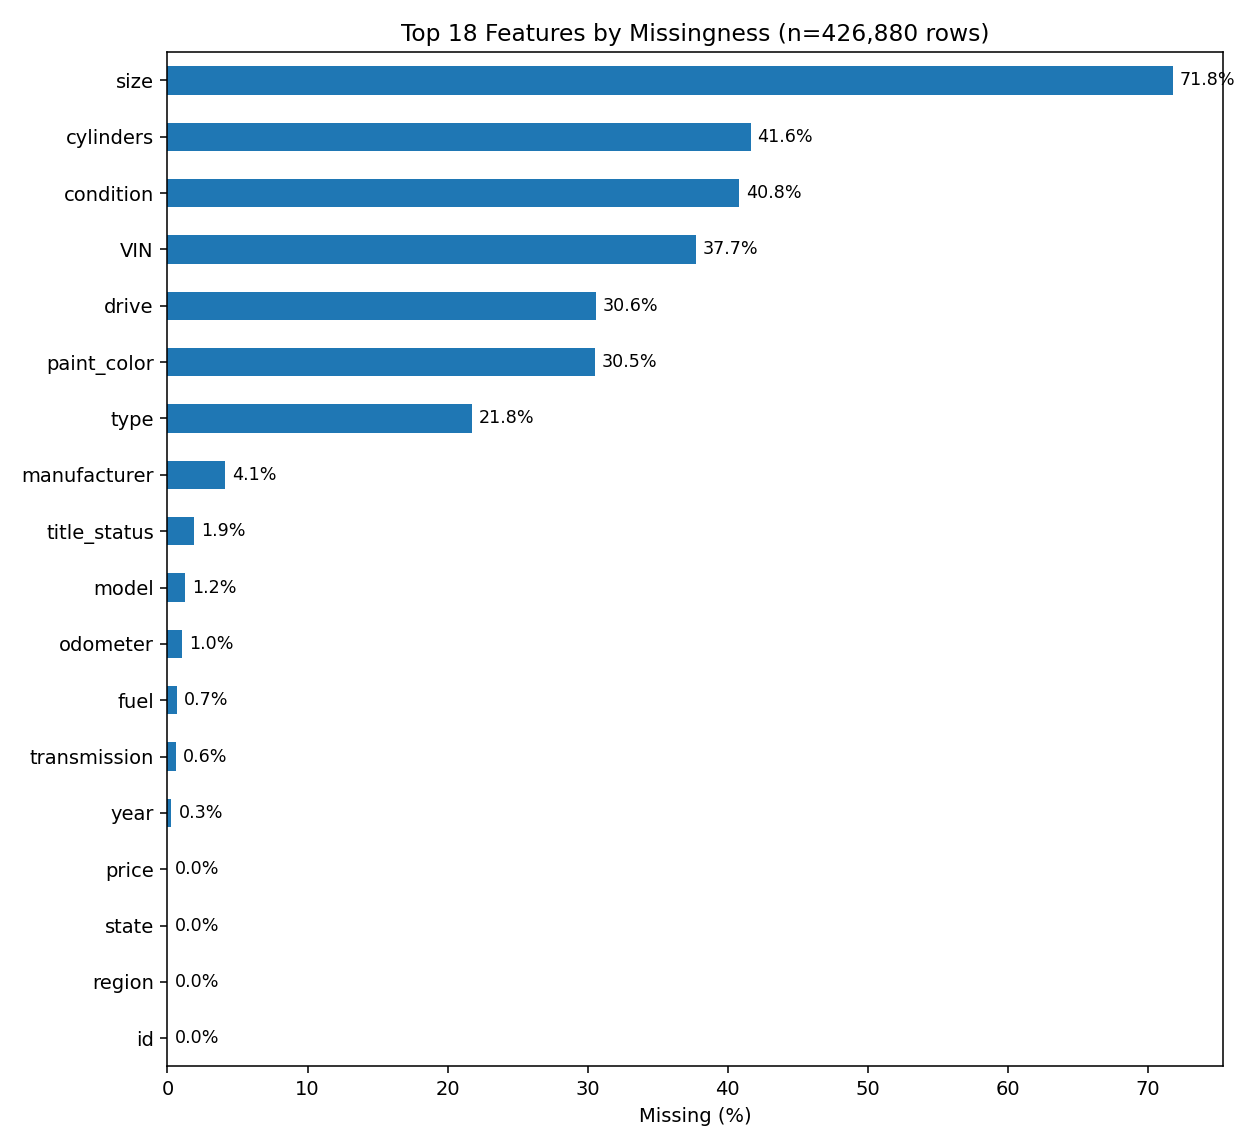 Top 18 Features by Missingness (n=426,880 rows)
size 71.8%
cylinders 41.6%
condition 40.8%
VIN 37.7%
drive 30.6%
paint_color 30.5%
type 21.8%
manufacturer 4.1%
title_status 1.9%
model 1.2%
odometer 1.0%
fuel 0.7%
transmission 0.6%
year 0.3%
price 0.0%
state 0.0%
region 0.0%
id 0.0%
0 10 20 30 40 50 60 70
Missing (%)